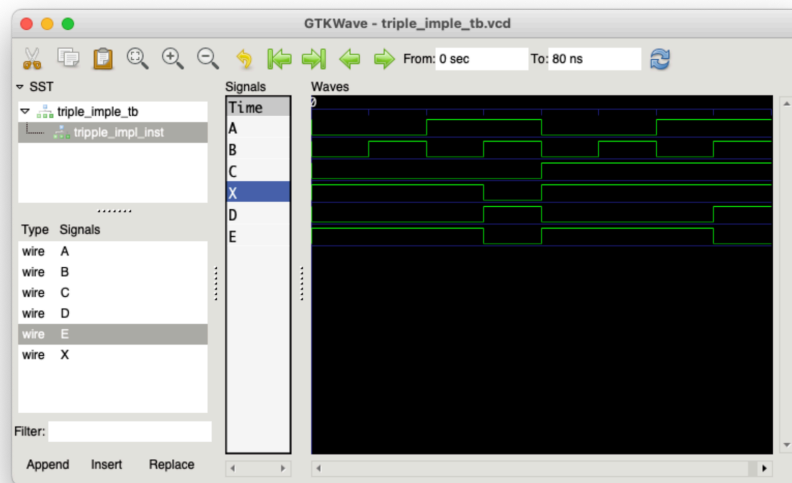 GTKWave - triple_imple_tb.vcd
From: 0 sec To: 80 ns
SST
triple_imple_tb
tripple_impl_inst
Type Signals
wire A
wire B
wire C
wire D
wire E
wire X
Filter:
Append Insert Replace
Signals
Time
A
B
C
X
D
E
Waves
0